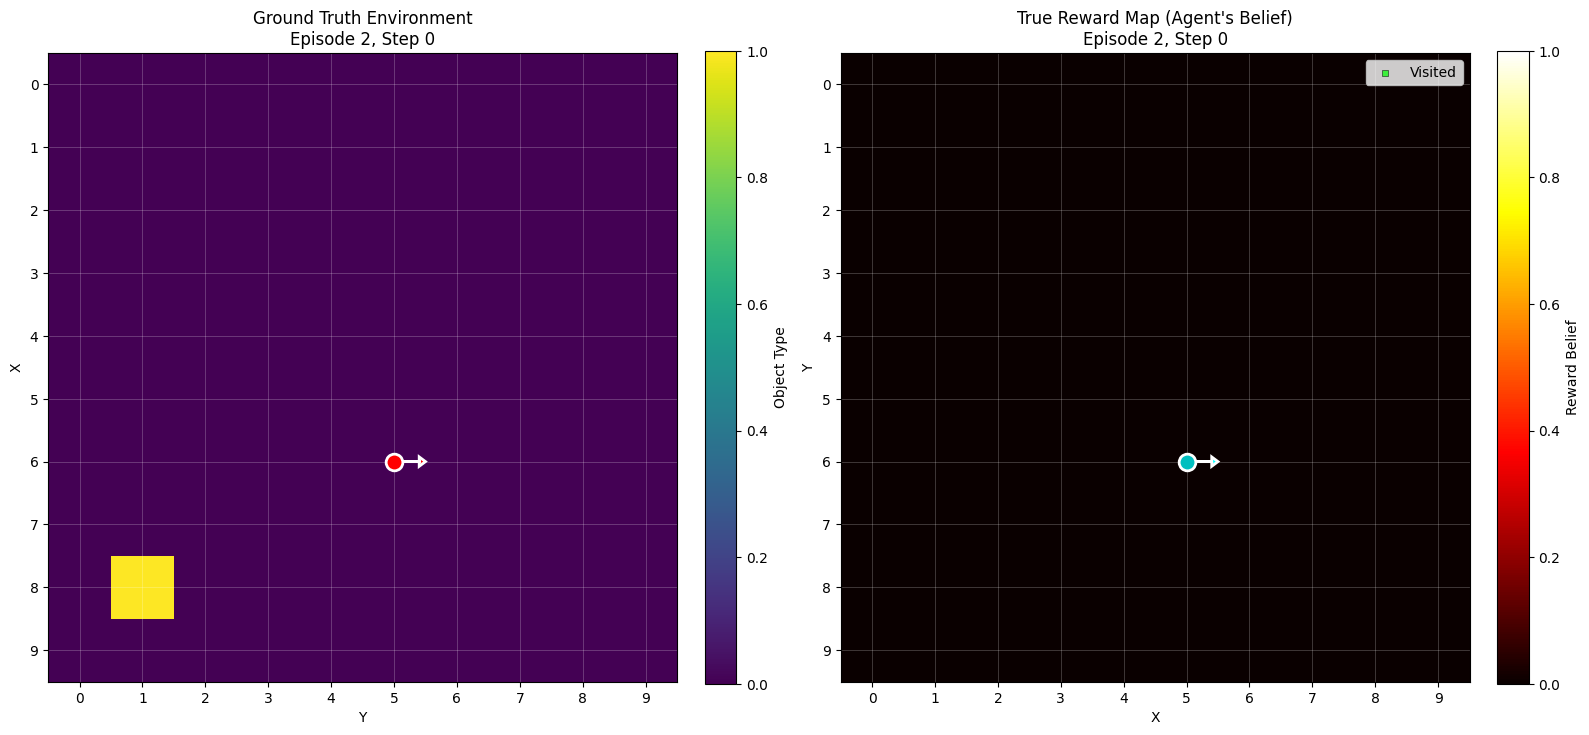 Ground Truth Environment
Episode 2, Step 0
0
1
2
3
4
5
6
7
8
9
X
0 1 2 3 4 5 6 7 8 9
Y
1.0
0.8
0.6
0.4
0.2
0.0
Object Type
True Reward Map (Agent's Belief)
Episode 2, Step 0
Visited
0
1
2
3
4
5
6
7
8
9
Y
0 1 2 3 4 5 6 7 8 9
X
1.0
0.8
0.6
0.4
0.2
0.0
Reward Belief